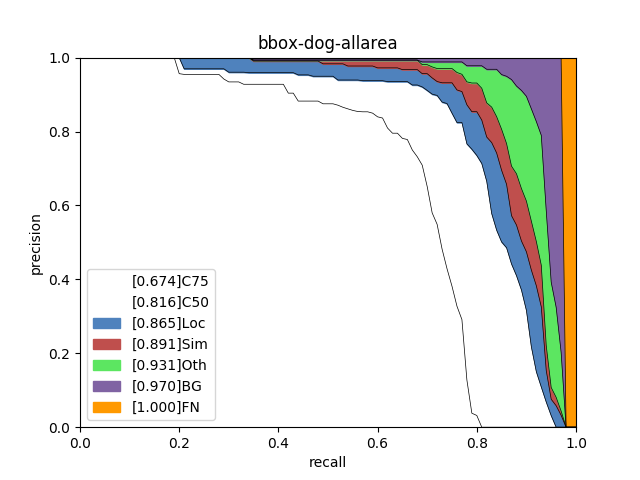 bbox-dog-allarea
precision
1.0
0.8
0.6
0.4
0.2
0.0
[0.674]C75
[0.816]C50
[0.865]Loc
[0.891]Sim
[0.931]Oth
[0.970]BG
[1.000]FN
0.0 0.2 0.4 0.6 0.8 1.0
recall